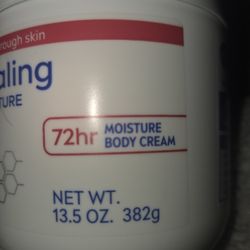 rough skin
aling
TURE
72hr MOISTURE
BODY CREAM
NET WT.
13.5 OZ. 382g